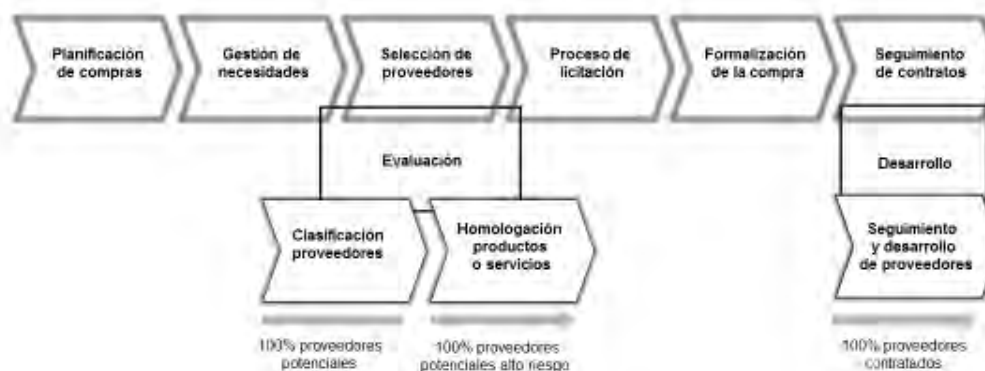 Planificación
de compras
Gestión de
necesidades
Selección de
proveedores
Proceso de
licitación
Formalización
de la compra
Seguimiento
de contratos
Evaluación
Desarrollo
Clasificación
proveedores
Homologación
productos
o servicios
Seguimiento
y desarrollo
de proveedores
100% proveedores
potenciales
100% proveedores
potenciales alto riesgo
100% proveedores
contratados